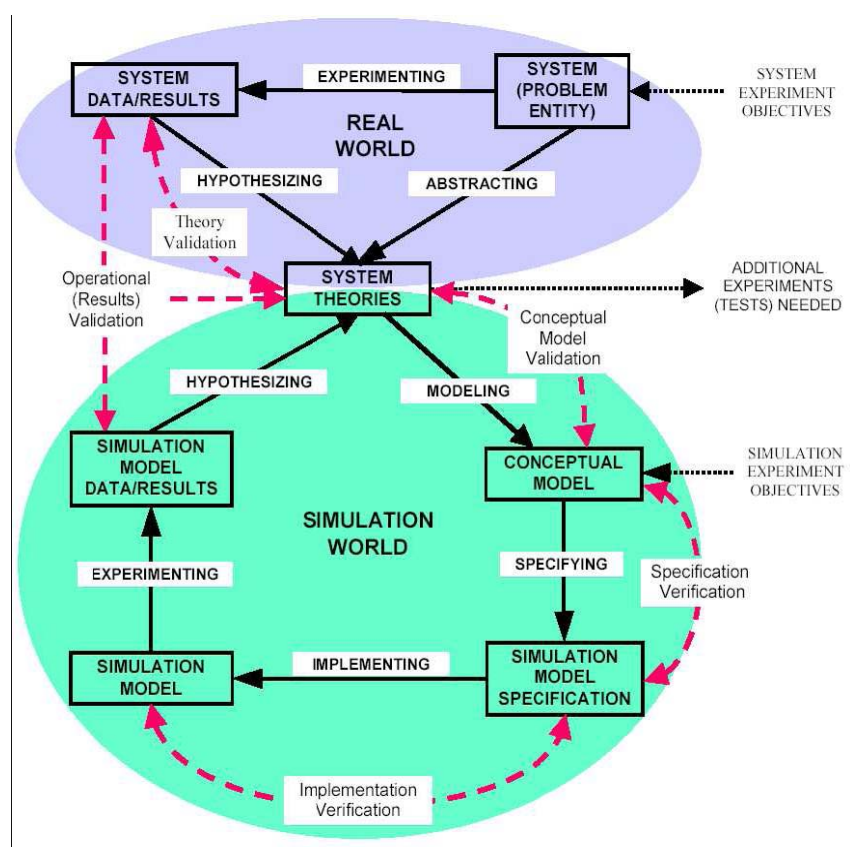 SYSTEM
DATA/RESULTS
EXPERIMENTING
SYSTEM
(PROBLEM
ENTITY)
SYSTEM
EXPERIMENT
OBJECTIVES
REAL
WORLD
HYPOTHESIZING
ABSTRACTING
Theory
Validation
Operational
(Results)
Validation
SYSTEM
THEORIES
ADDITIONAL
EXPERIMENTS
(TESTS) NEEDED
Conceptual
Model
Validation
HYPOTHESIZING
MODELING
SIMULATION
MODEL
DATA/RESULTS
CONCEPTUAL
MODEL
SIMULATION
EXPERIMENT
OBJECTIVES
SIMULATION
WORLD
SPECIFYING
EXPERIMENTING
Specification
Verification
SIMULATION
MODEL
IMPLEMENTING
SIMULATION
MODEL
SPECIFICATION
Implementation
Verification